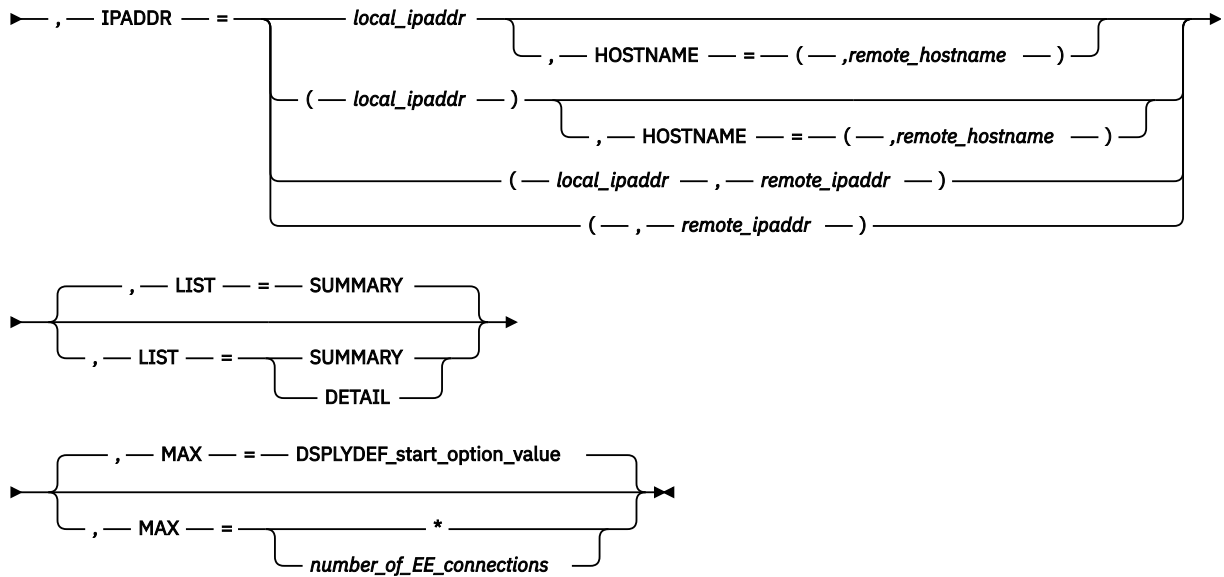 , IPADDR = local_ipaddr
, HOSTNAME = ( ,remote_hostname )
( local_ipaddr )
, HOSTNAME = ( ,remote_hostname )
( local_ipaddr , remote_ipaddr )
( , remote_ipaddr )
, LIST = SUMMARY
, LIST = SUMMARY
DETAIL
, MAX = DSPLYDEF_start_option_value
, MAX = *
number_of_EE_connections